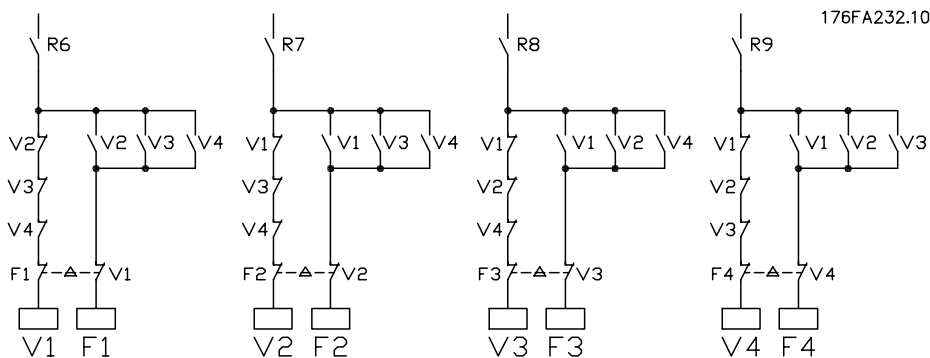 176FA232.10
R6 R7 R8 R9
V2 V2 V3 V4 V1 V1 V3 V4 V1 V1 V2 V4 V1 V1 V2 V3
V3 V3 V2 V2
V4 V4 V4 V3
F1 V1 F2 V2 F3 V3 F4 V4
V1 F1 V2 F2 V3 F3 V4 F4